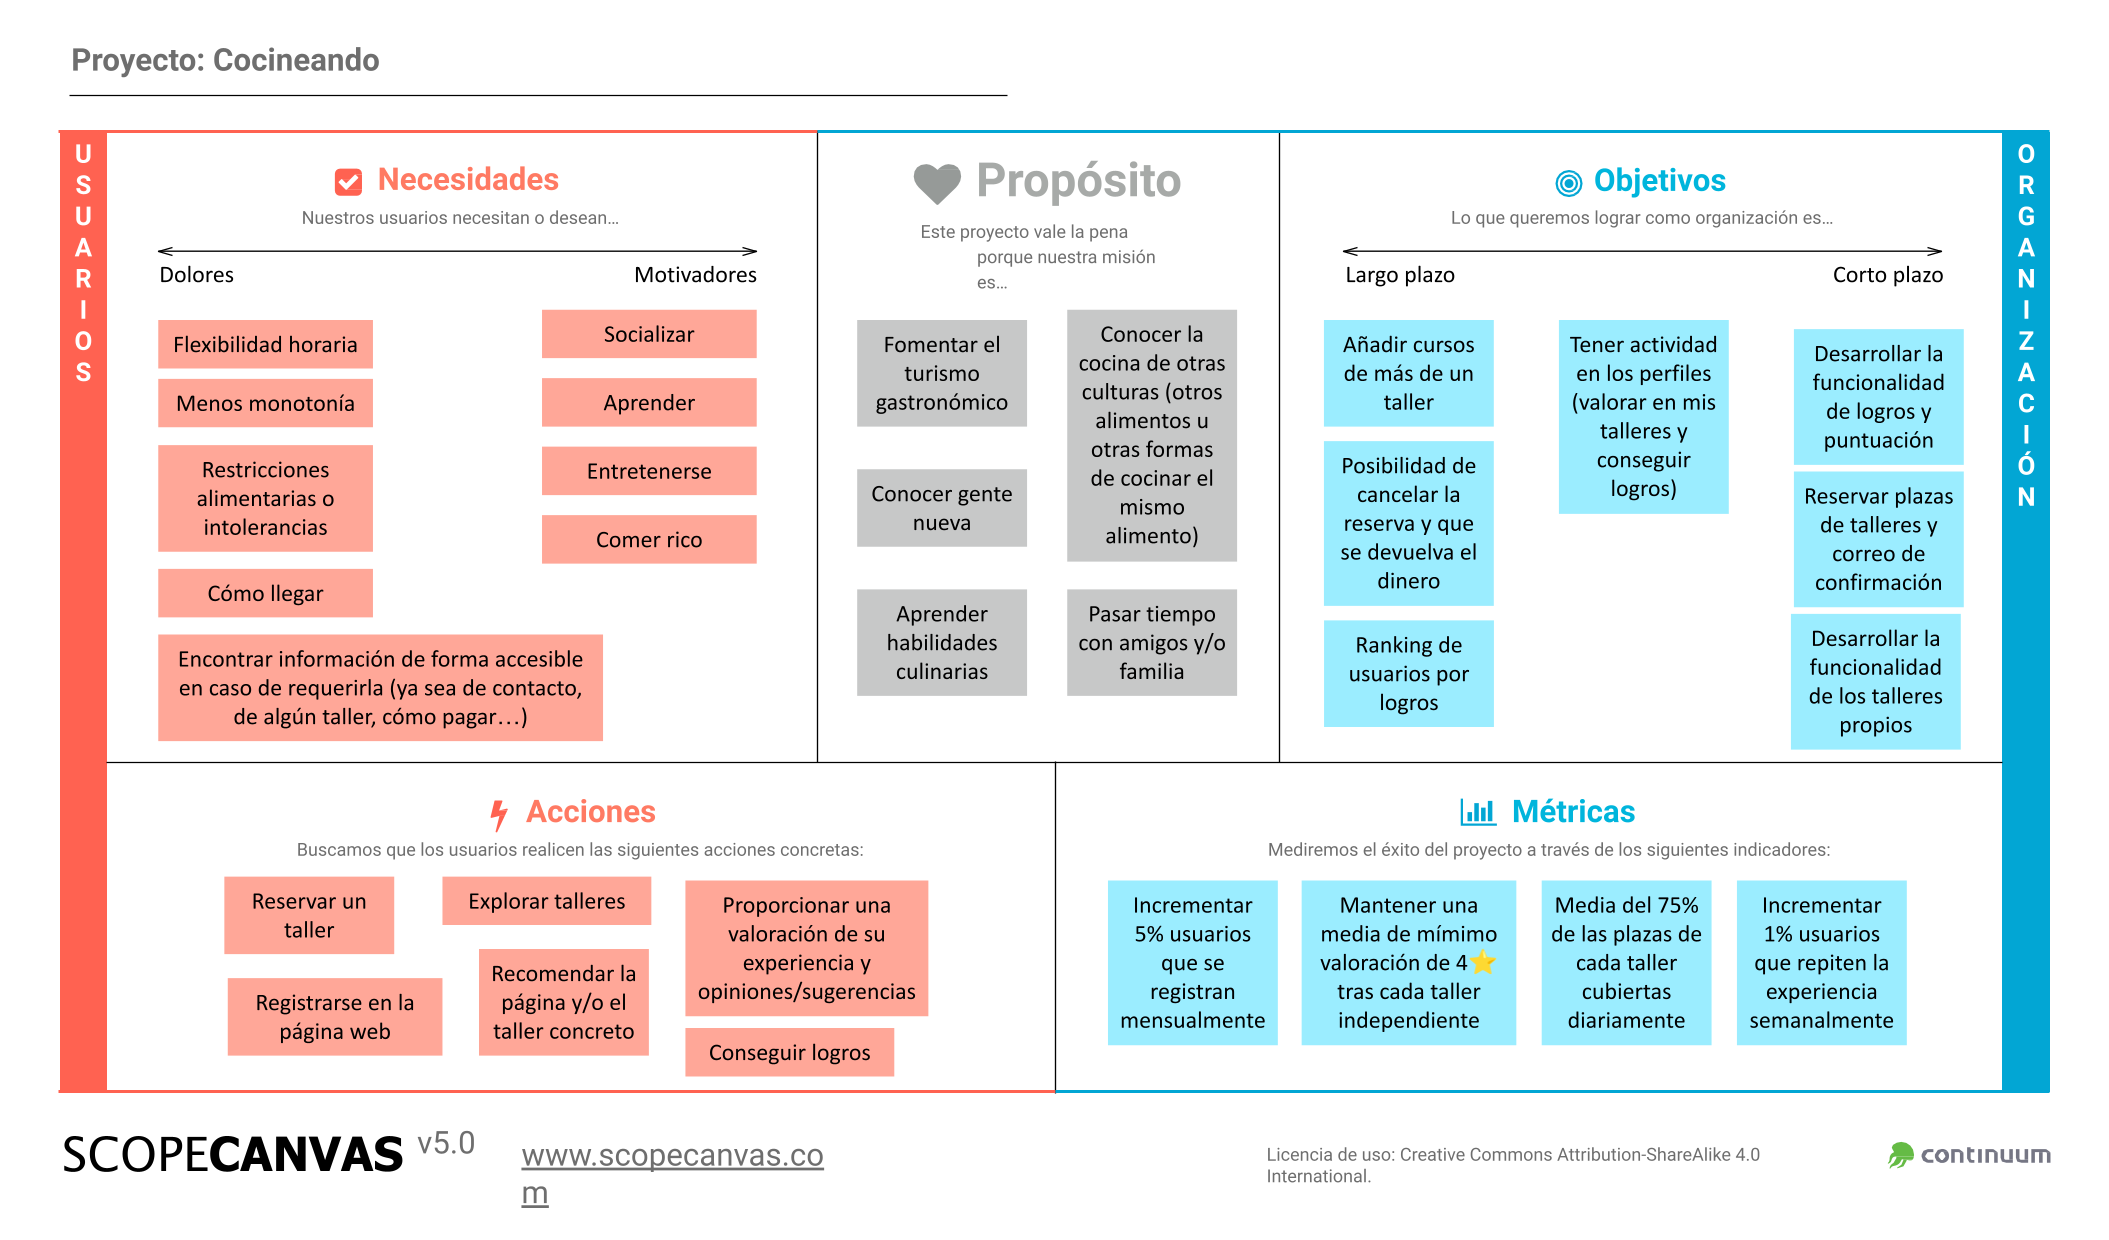 Proyecto: Cocineando
USUARIOS
Necesidades
Nuestros usuarios necesitan o desean...
Dolores
Motivadores
Flexibilidad horaria
Menos monotonía
Restricciones
alimentarias o
intolerancias
Cómo llegar
Encontrar información de forma accesible
en caso de requerirla (ya sea de contacto,
de algún taller, cómo pagar...)
Socializar
Aprender
Entretenerse
Comer rico
Propósito
Este proyecto vale la pena
porque nuestra misión
es...
Fomentar el
turismo
gastronómico
Conocer gente
nueva
Aprender
habilidades
culinarias
Conocer la
cocina de otras
culturas (otros
alimentos u
otras formas
de cocinar el
mismo
alimento)
Pasar tiempo
con amigos y/o
familia
Objetivos
Lo que queremos lograr como organización es...
Largo plazo
Corto plazo
Añadir cursos
de más de un
taller
Posibilidad de
cancelar la
reserva y que
se devuelva el
dinero
Ranking de
usuarios por
logros
Tener actividad
en los perfiles
(valorar en mis
talleres y
conseguir
logros)
Desarrollar la
funcionalidad
de logros y
puntuación
Reservar plazas
de talleres y
correo de
confirmación
Desarrollar la
funcionalidad
de los talleres
propios
ORGANIZACIÓN
Acciones
Buscamos que los usuarios realicen las siguientes acciones concretas:
Reservar un
taller
Registrarse en la
página web
Explorar talleres
Recomendar la
página y/o el
taller concreto
Proporcionar una
valoración de su
experiencia y
opiniones/sugerencias
Conseguir logros
Métricas
Mediremos el éxito del proyecto a través de los siguientes indicadores:
Incrementar
5% usuarios
que se
registran
mensualmente
Mantener una
media de mímimo
valoración de 4⭐
tras cada taller
independiente
Media del 75%
de las plazas de
cada taller
cubiertas
diariamente
Incrementar
1% usuarios
que repiten la
experiencia
semanalmente
SCOPECANVAS v5.0
www.scopecanvas.co
m
Licencia de uso: Creative Commons Attribution-ShareAlike 4.0
International.
continuum